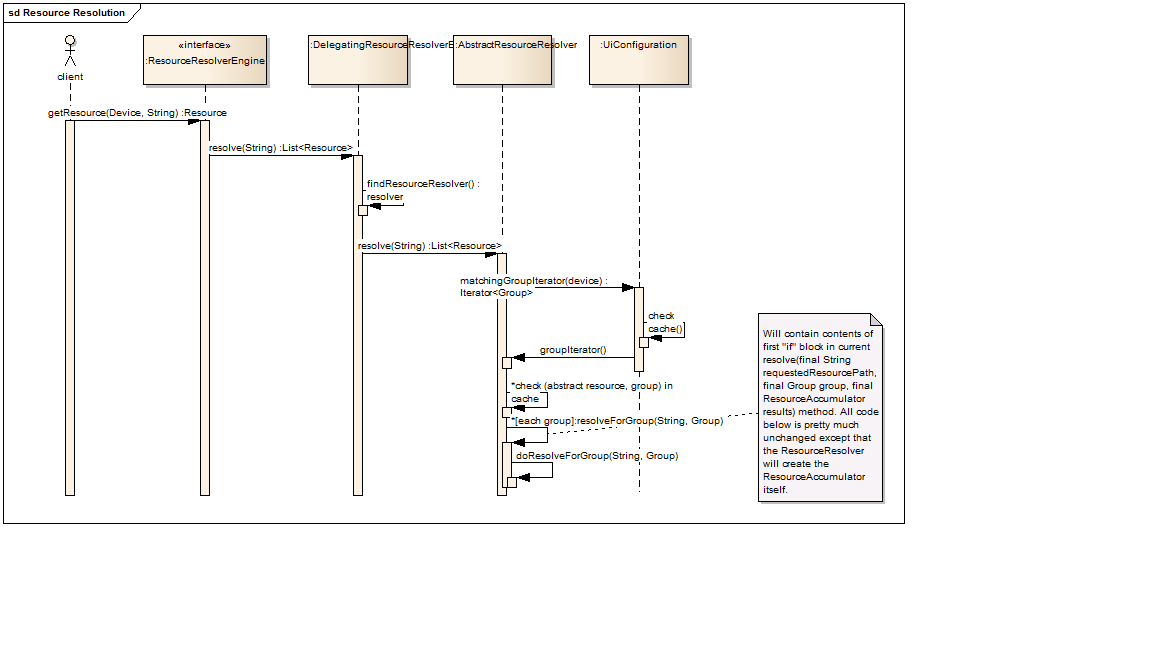 sd Resource Resolution
client
«interface»
:ResourceResolverEngine
:DelegatingResourceResolverE
:AbstractResourceResolver
:UiConfiguration
getResource(Device, String) :Resource
resolve(String) :List<Resource>
findResourceResolver() :
resolver
resolve(String) :List<Resource>
matchingGroupIterator(device) :
Iterator<Group>
check
cache()
groupIterator()
*check (abstract resource, group) in
cache
*[each group]:resolveForGroup(String, Group)
doResolveForGroup(String, Group)
Will contain contents of
first "if" block in current
resolve(final String
requestedResourcePath,
final Group group, final
ResourceAccumulator
results) method. All code
below is pretty much
unchanged except that
the ResourceResolver
will create the
ResourceAccumulator
itself.